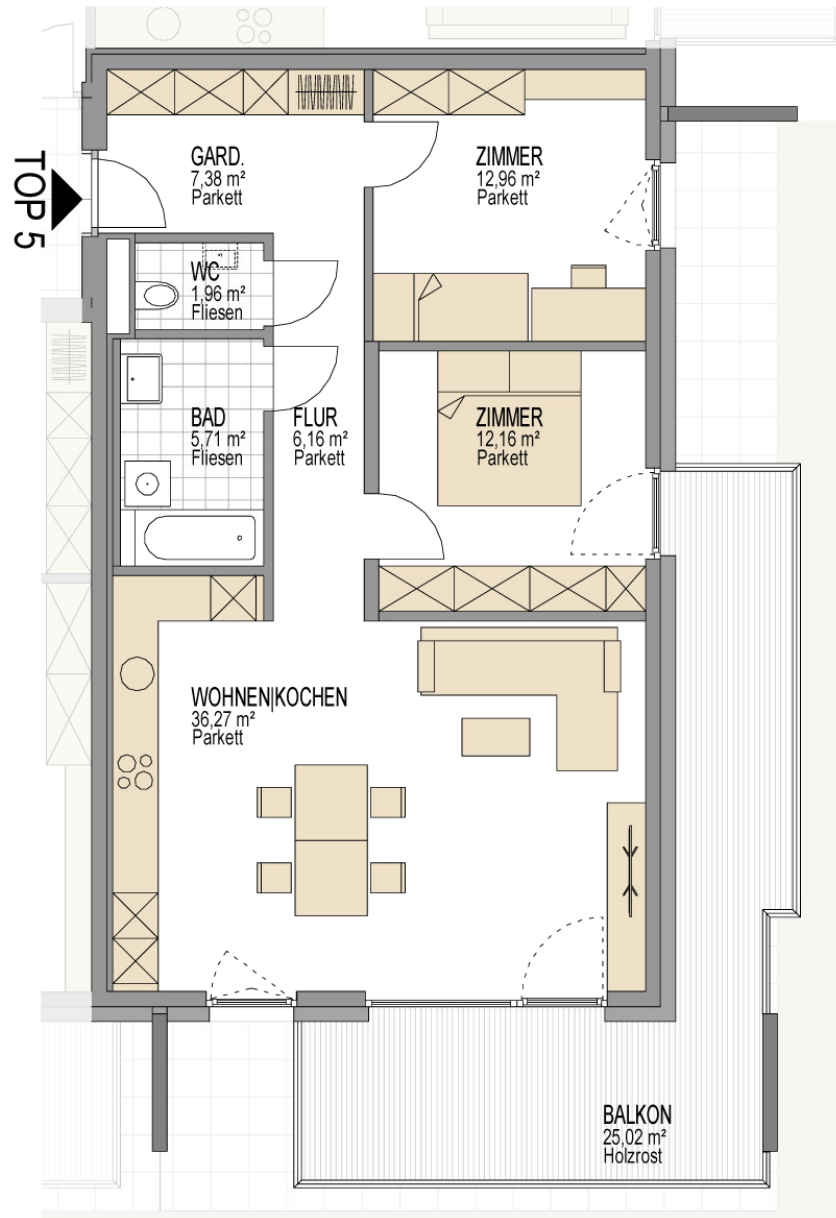 TOP 5
GARD.
7,38 m²
Parkett
ZIMMER
12,96 m²
Parkett
WC
1,96 m²
Fliesen
BAD
5,71 m²
Fliesen
FLUR
6,16 m²
Parkett
ZIMMER
12,16 m²
Parkett
WOHNEN|KOCHEN
36,27 m²
Parkett
BALKON
25,02 m²
Holzrost